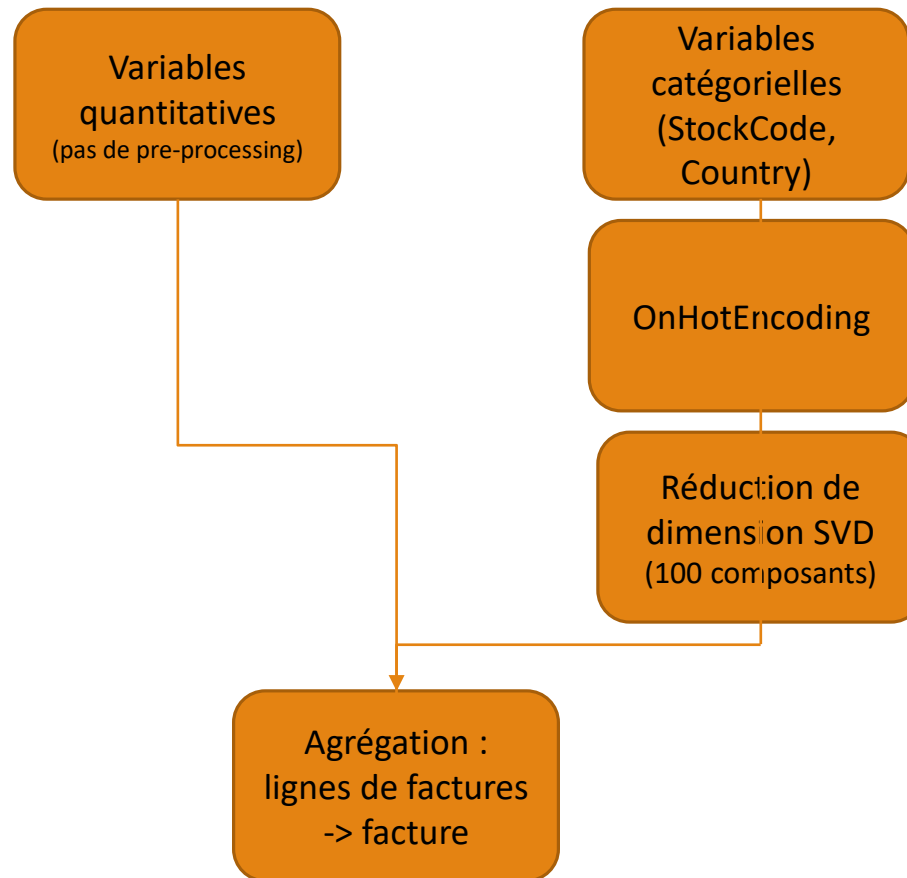 Variables
quantitatives
(pas de pre-processing)
Variables
catégorielles
(StockCode,
Country)
OnHotEncoding
Réduction de
dimension SVD
(100 composants)
Agrégation :
lignes de factures
-> facture